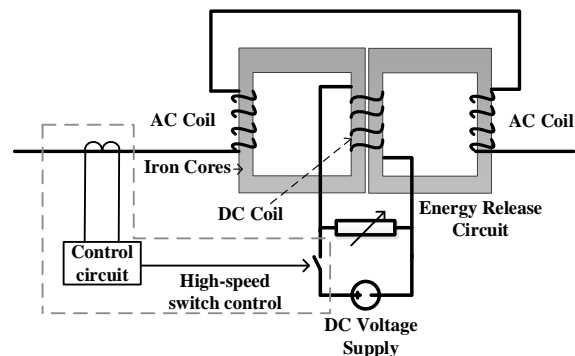 AC Coil
AC Coil
Iron Cores
DC Coil
Energy Release
Circuit
Control
circuit
High-speed
switch control
DC Voltage
Supply